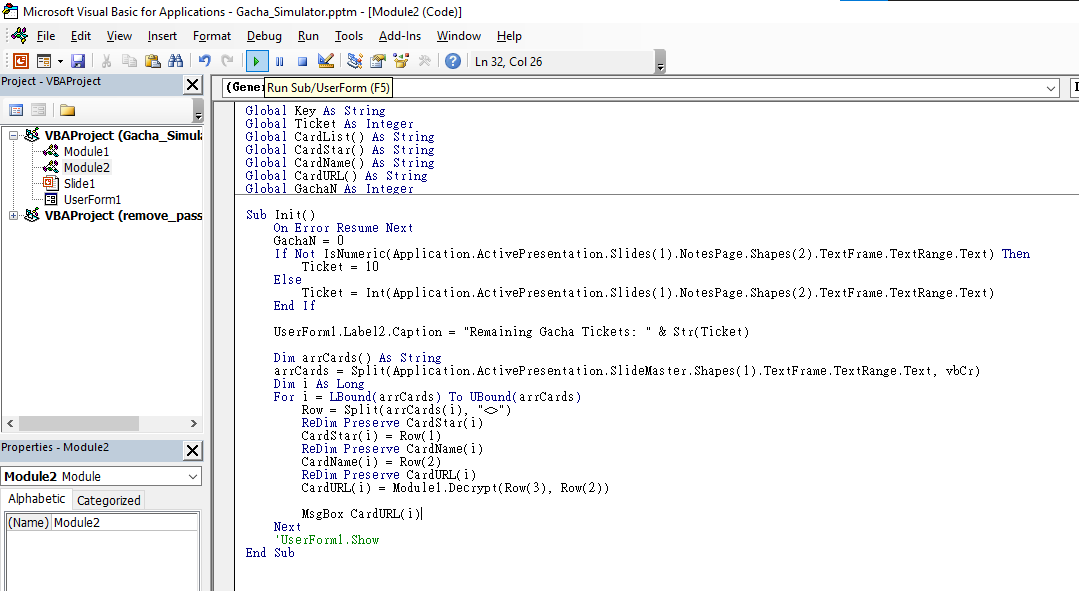 Microsoft Visual Basic for Applications - Gacha_Simulator.pptm - [Module2 (Code)]
File Edit View Insert Format Debug Run Tools Add-Ins Window Help
Ln 32, Col 26
Project - VBAProject
(Gener
Run Sub/UserForm (F5)
VBAProject (Gacha_Simula
Module1
Module2
Slide1
UserForm1
VBAProject (remove_pass
Properties - Module2
Module2 Module
Alphabetic Categorized
(Name) Module2
Global Key As String
Global Ticket As Integer
Global CardList() As String
Global CardStar() As String
Global CardName() As String
Global CardURL() As String
Global GachaN As Integer
Sub Init()
On Error Resume Next
GachaN = 0
If Not IsNumeric(Application.ActivePresentation.Slides(1).NotesPage.Shapes(2).TextFrame.TextRange.Text) Then
Ticket = 10
Else
Ticket = Int(Application.ActivePresentation.Slides(1).NotesPage.Shapes(2).TextFrame.TextRange.Text)
End If
UserForm1.Label2.Caption = "Remaining Gacha Tickets: " & Str(Ticket)
Dim arrCards() As String
arrCards = Split(Application.ActivePresentation.SlideMaster.Shapes(1).TextFrame.TextRange.Text, vbCr)
Dim i As Long
For i = LBound(arrCards) To UBound(arrCards)
Row = Split(arrCards(i), "<>")
ReDim Preserve CardStar(i)
CardStar(i) = Row(1)
ReDim Preserve CardName(i)
CardName(i) = Row(2)
ReDim Preserve CardURL(i)
CardURL(i) = Module1.Decrypt(Row(3), Row(2))
MsgBox CardURL(i)
Next
'UserForm1.Show
End Sub